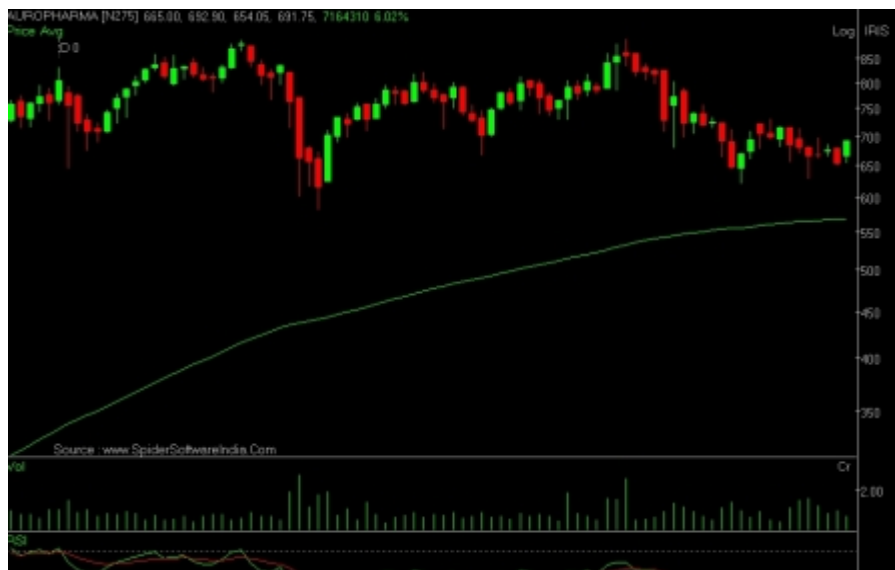 AUROPHARMA [N275] 665.00, 692.90, 654.05, 691.75, 7164310 6.02%
Price Avg
Log IRIS
D 8
850
800
750
700
650
600
550
500
450
400
350
Source : www.SpiderSoftwareIndia.Com
Vol Cr
2.00
RSI